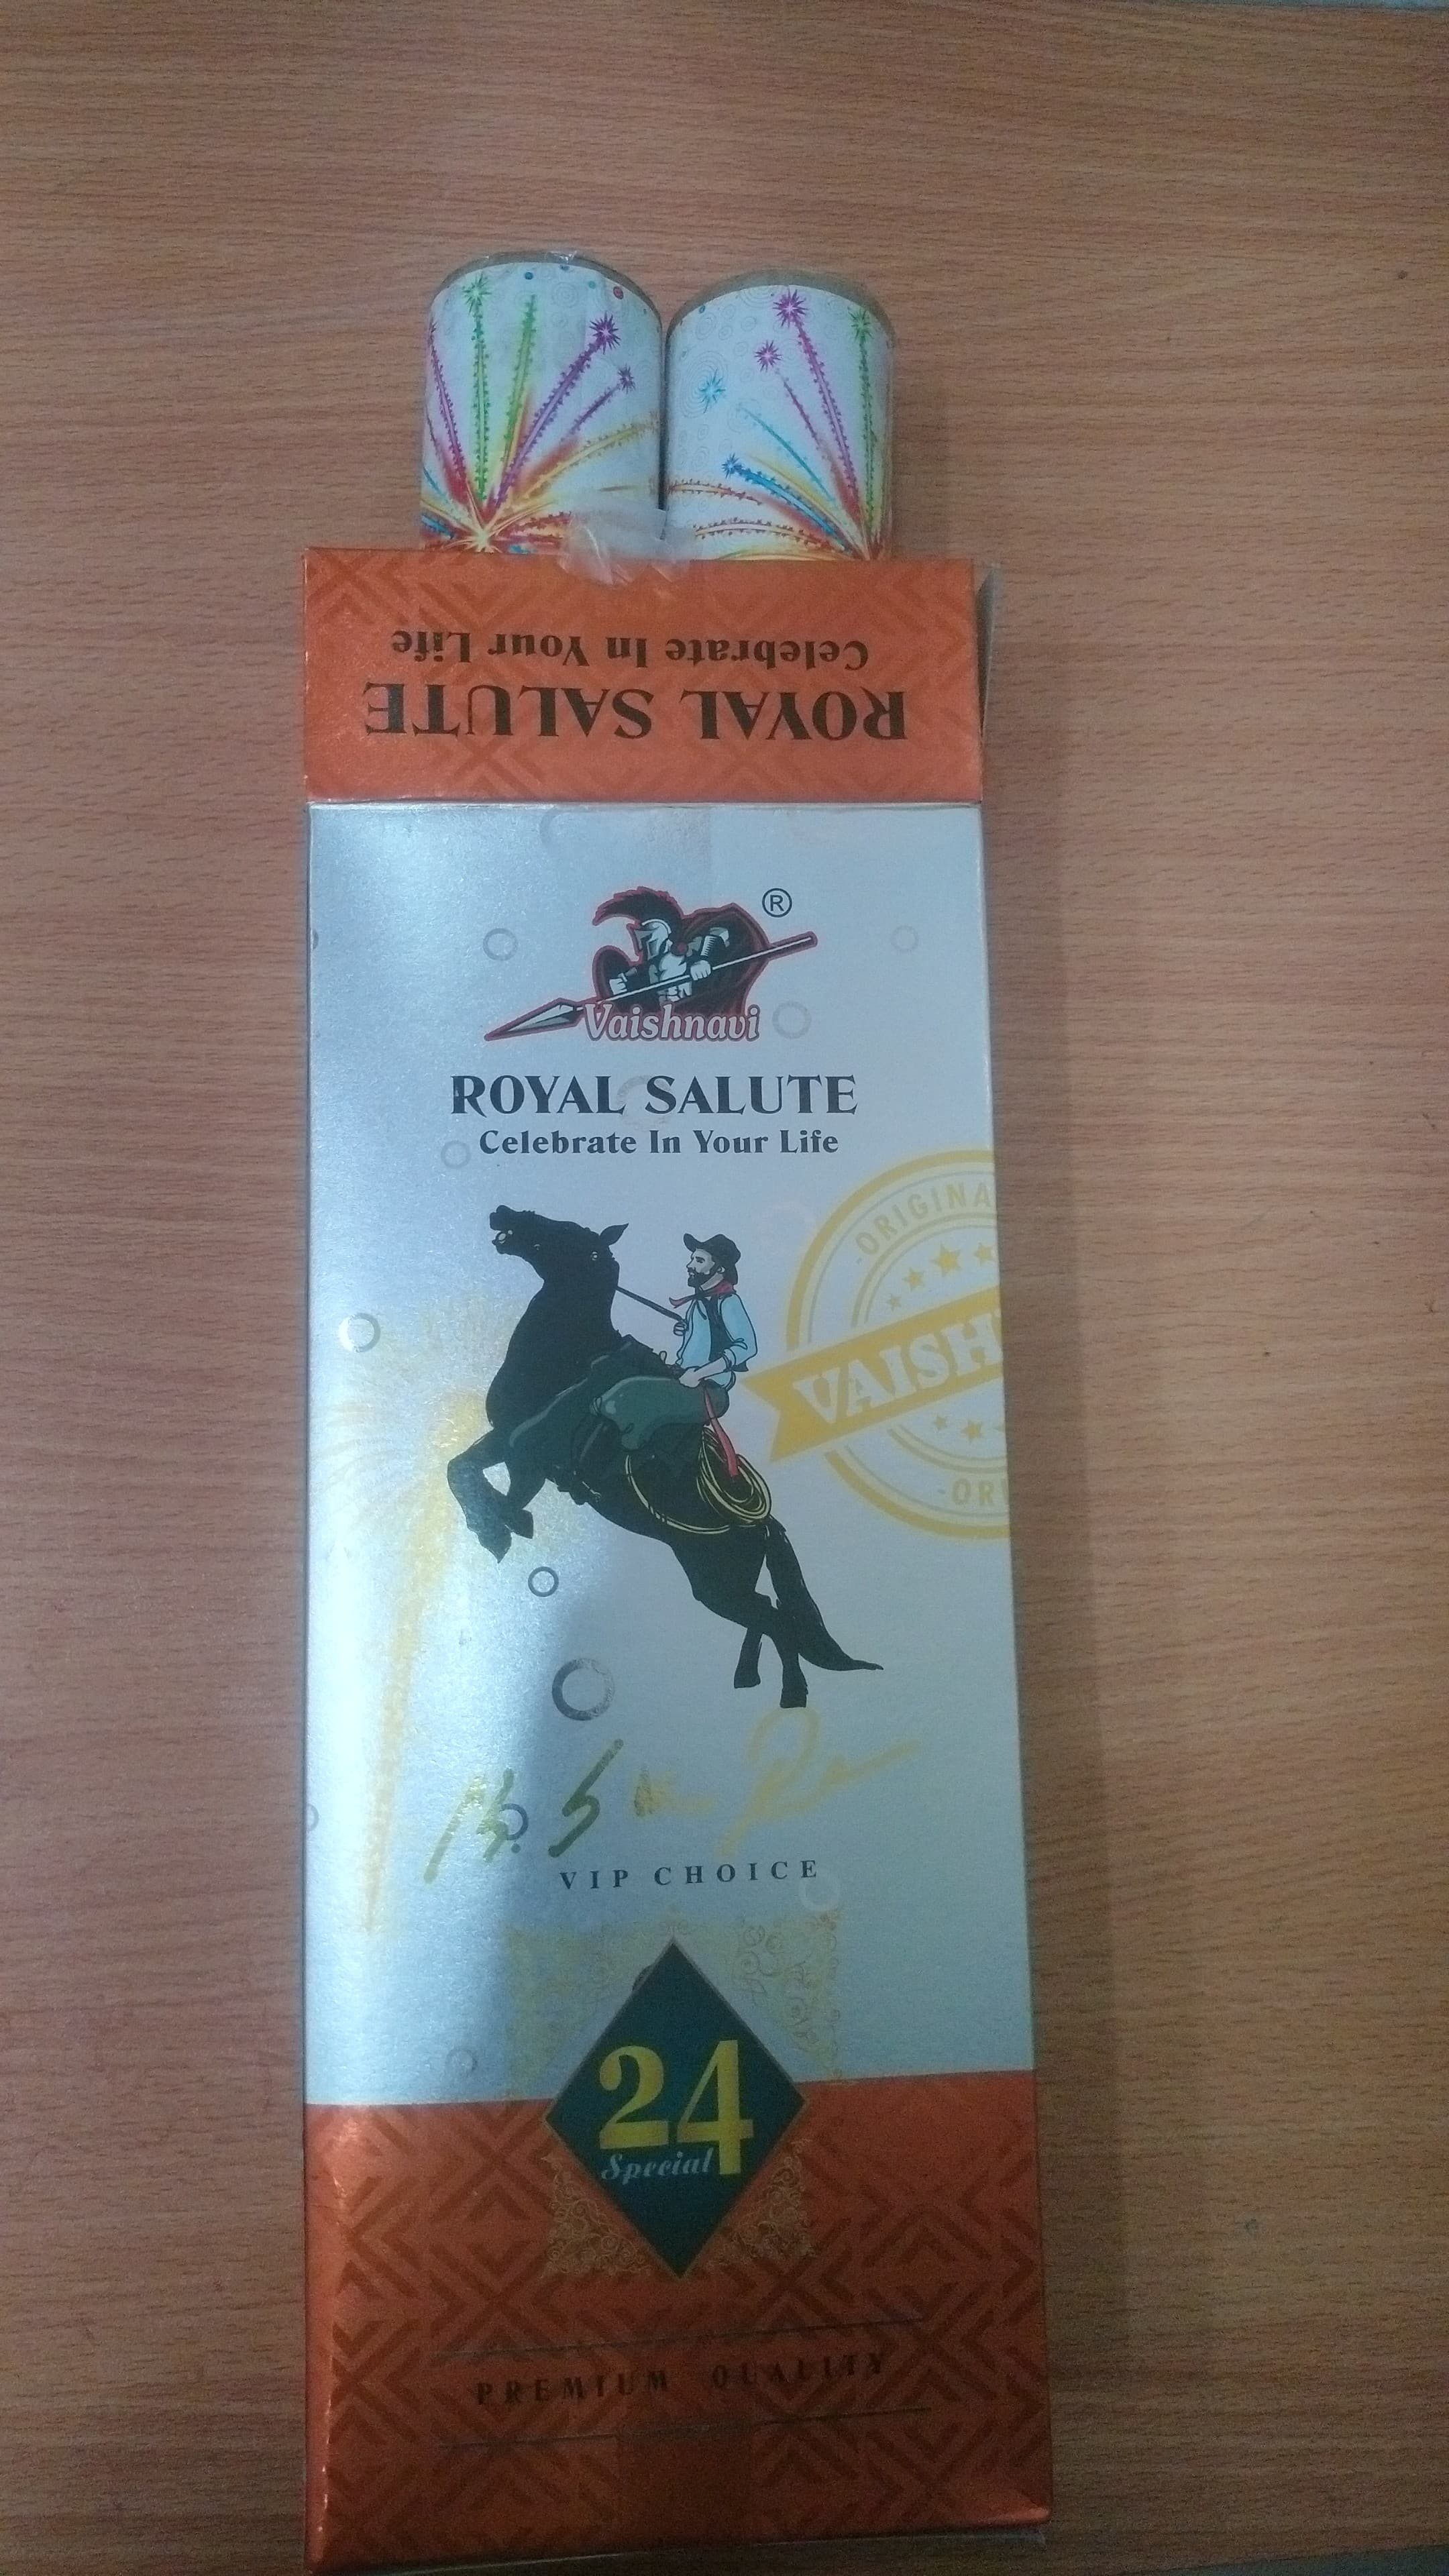 Celebrate In Your Life
ROYAL SALUTE
®
Vaishnavi
ROYAL SALUTE
Celebrate In Your Life
ORIGINA
VAISH
VIP CHOICE
24
Special
PREMIUM QUALITY